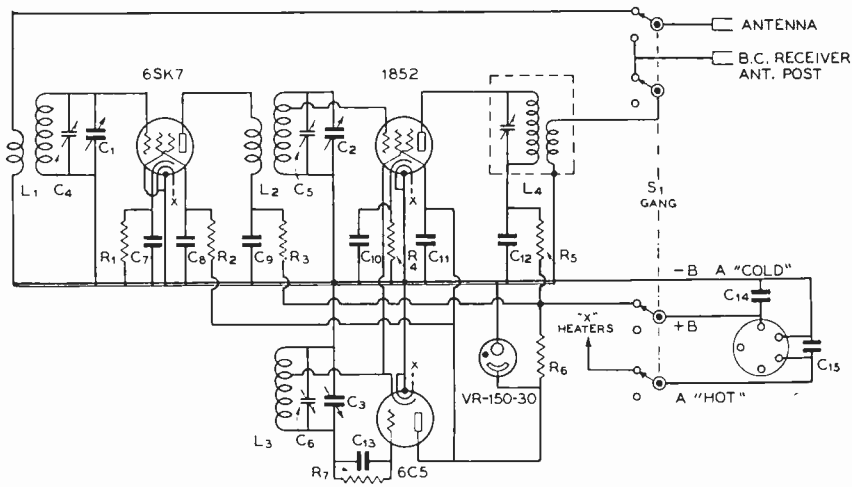 ANTENNA
B.C. RECEIVER
ANT. POST
6SK7
1852
L1
C4
C1
L2
C5
C2
L4
S1
GANG
R1
C7
C8
R2
C9
R3
C10
R4
C11
C12
R5
X
X
-B
A "COLD"
C14
+B
"X"
HEATERS
C15
A "HOT"
L3
C6
C3
X
VR-150-30
R6
C13
R7
6C5